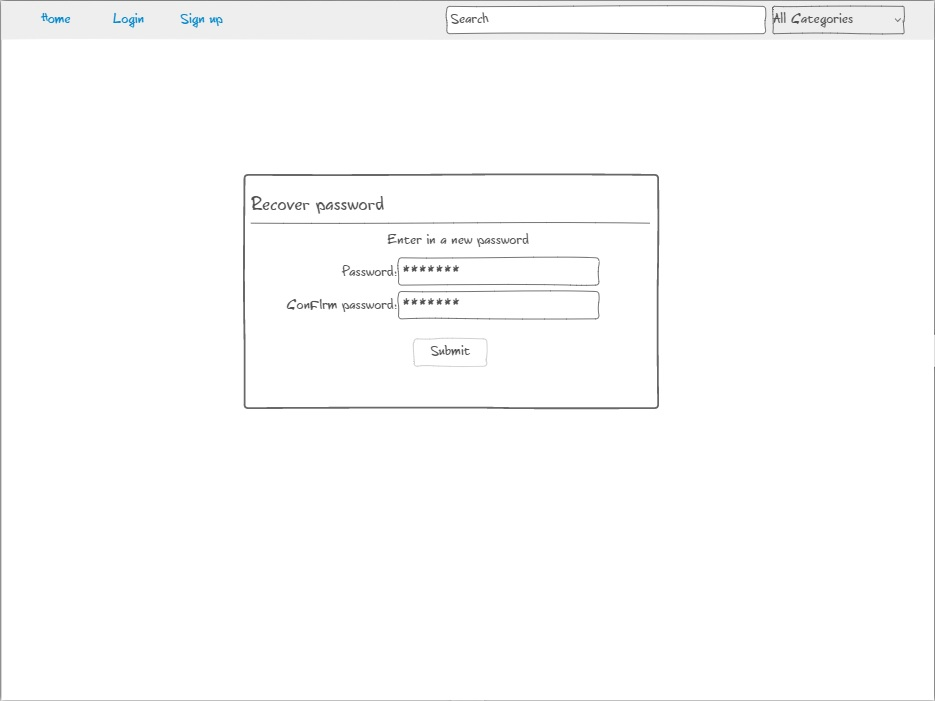 Home Login Sign up Search All Categories
Recover password
Enter in a new password
Password: *******
Confirm password: *******
Submit